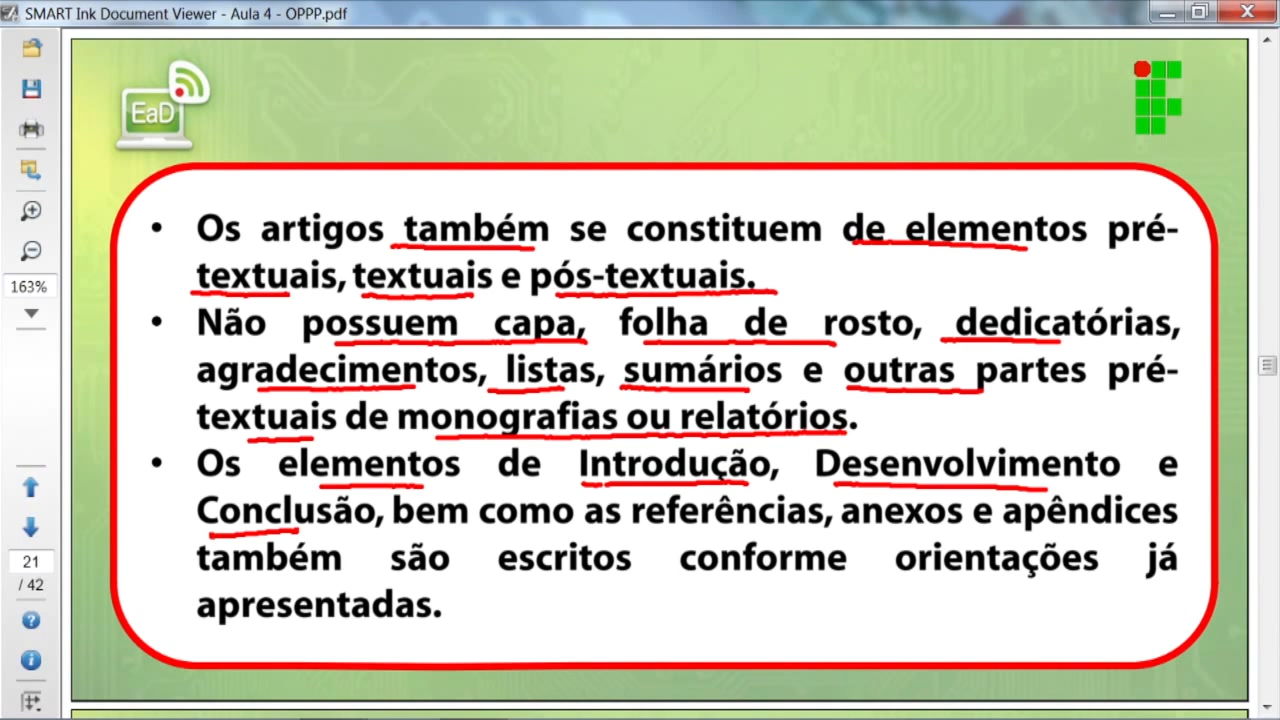 SMART Ink Document Viewer - Aula 4 - OPPP.pdf
EaD
163%
21
/ 42
• Os artigos também se constituem de elementos pré-
textuais, textuais e pós-textuais.
• Não possuem capa, folha de rosto, dedicatórias,
agradecimentos, listas, sumários e outras partes pré-
textuais de monografias ou relatórios.
• Os elementos de Introdução, Desenvolvimento e
Conclusão, bem como as referências, anexos e apêndices
também são escritos conforme orientações já
apresentadas.